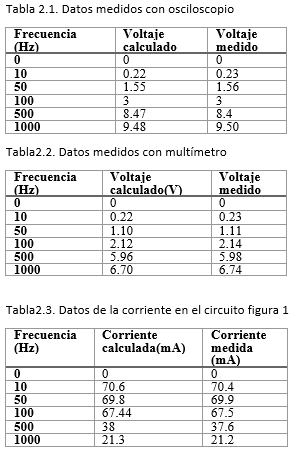 Tabla 2.1. Datos medidos con osciloscopio
Frecuencia (Hz) Voltaje calculado Voltaje medido
0 0 0
10 0.22 0.23
50 1.55 1.56
100 3 3
500 8.47 8.4
1000 9.48 9.50
Tabla2.2. Datos medidos con multímetro
Frecuencia (Hz) Voltaje calculado(V) Voltaje medido
0 0 0
10 0.22 0.23
50 1.10 1.11
100 2.12 2.14
500 5.96 5.98
1000 6.70 6.74
Tabla2.3. Datos de la corriente en el circuito figura 1
Frecuencia (Hz) Corriente calculada(mA) Corriente medida (mA)
0 0 0
10 70.6 70.4
50 69.8 69.9
100 67.44 67.5
500 38 37.6
1000 21.3 21.2